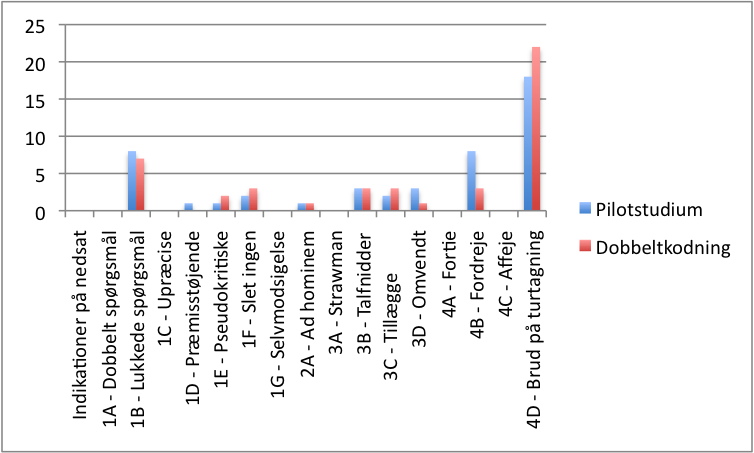 25
20
15
10
5
0
Indikationer på nedsat
1A - Dobbelt spørgsmål
1B - Lukkede spørgsmål
1C - Upræcise
1D - Præmisstøjende
1E - Pseudokritiske
1F - Slet ingen
1G - Selvmodsigelse
2A - Ad hominem
3A - Strawman
3B - Talfnidder
3C - Tillægge
3D - Omvendt
4A - Fortie
4B - Fordreje
4C - Affeje
4D - Brud på turtagning
Pilotstudium
Dobbeltkodning